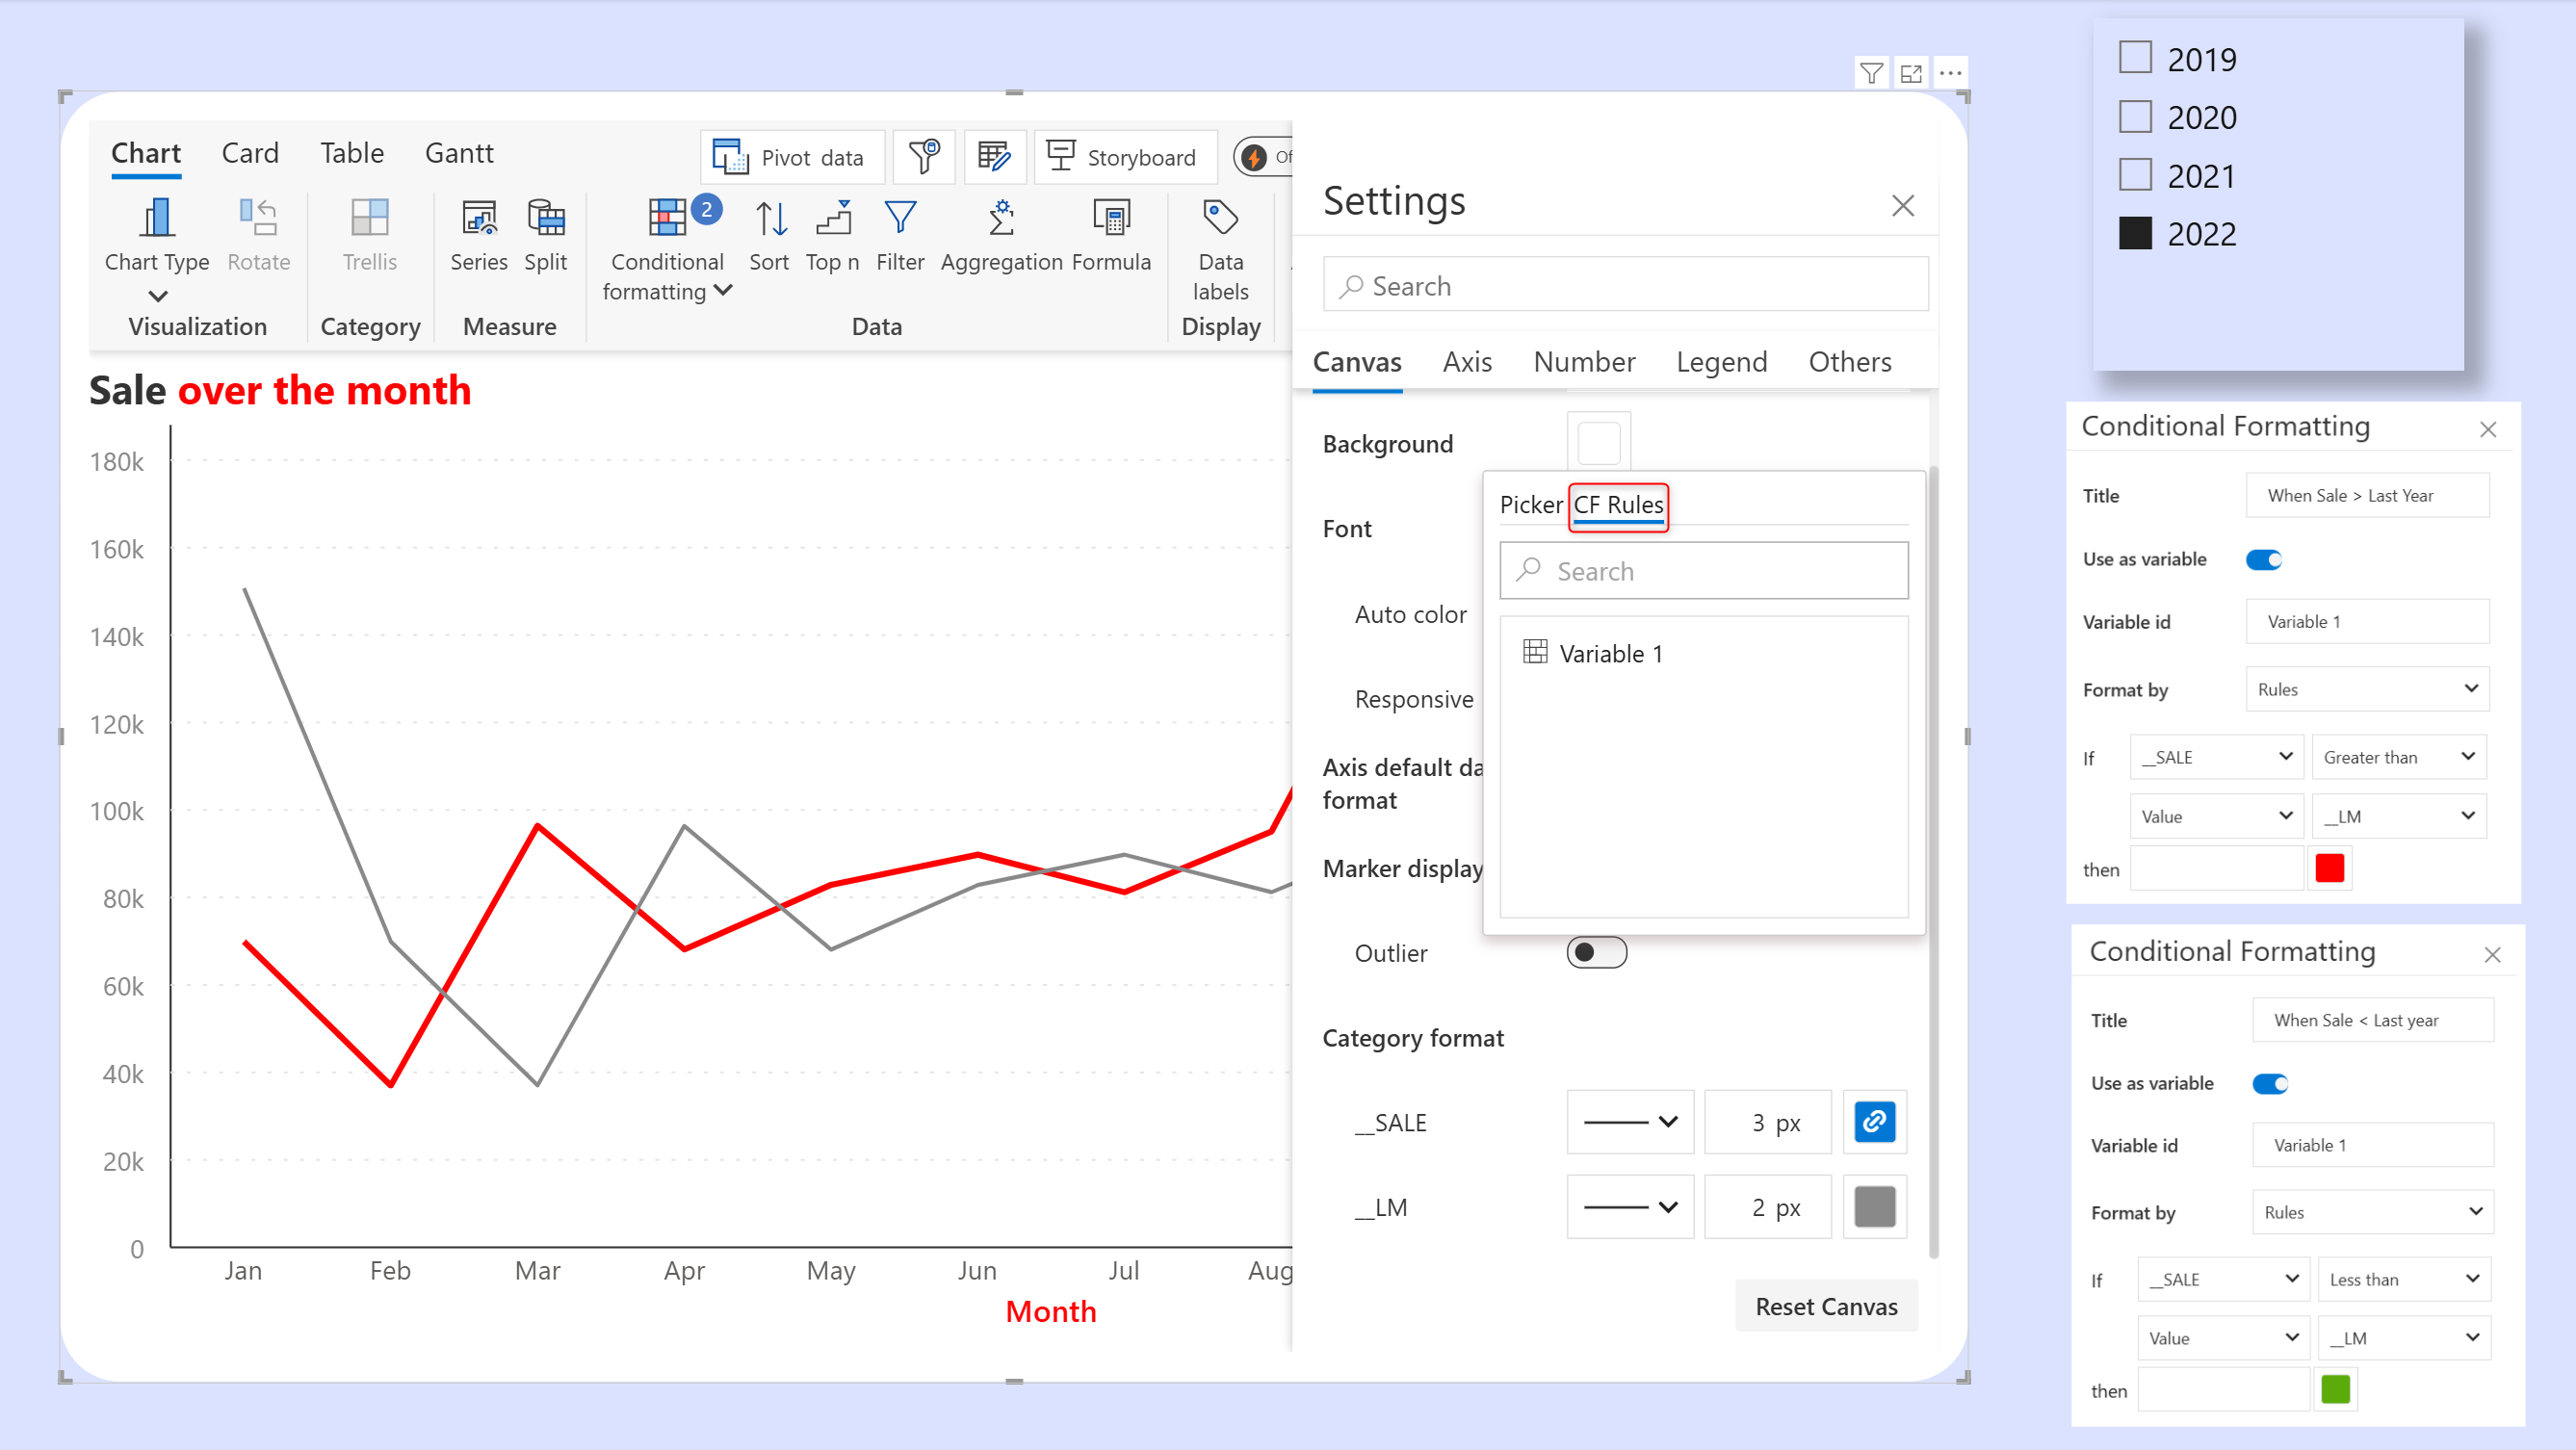 Chart Card Table Gantt
Pivot data
Storyboard
Of
Chart Type
Rotate
Visualization
Trellis
Category
Series
Split
Measure
2
Conditional
formatting
Sort
Top n
Filter
Aggregation
Formula
Data
Data
labels
Display
Sale over the month
180k
160k
140k
120k
100k
80k
60k
40k
20k
0
Jan Feb Mar Apr May Jun Jul Aug
Month
Settings
Search
Canvas Axis Number Legend Others
Background
Font
Auto color
Responsive
Axis default da
format
Marker display
Outlier
Picker CF Rules
Search
Variable 1
Category format
__SALE 3 px
__LM 2 px
Reset Canvas
2019
2020
2021
2022
Conditional Formatting
Title When Sale > Last Year
Use as variable
Variable id Variable 1
Format by Rules
If __SALE Greater than
Value __LM
then
Conditional Formatting
Title When Sale < Last year
Use as variable
Variable id Variable 1
Format by Rules
If __SALE Less than
Value __LM
then